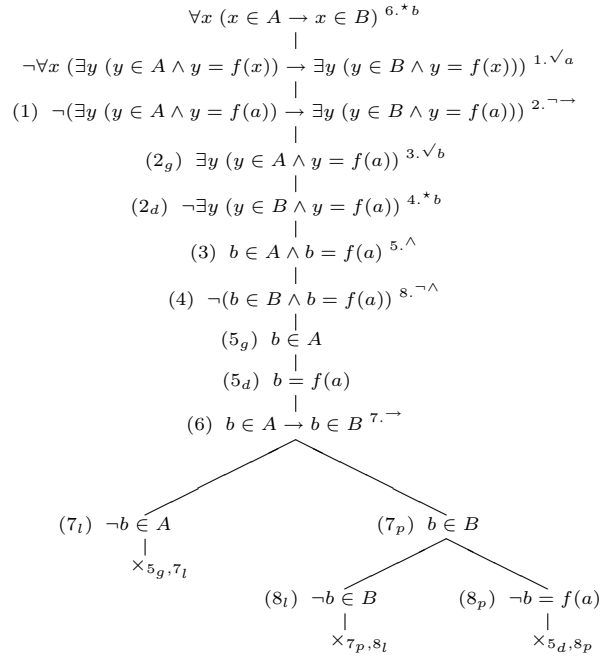 ∀x (x ∈ A → x ∈ B) 6.⋆b
¬∀x (∃y (y ∈ A ∧ y = f(x)) → ∃y (y ∈ B ∧ y = f(x))) 1.√a
(1) ¬(∃y (y ∈ A ∧ y = f(a)) → ∃y (y ∈ B ∧ y = f(a))) 2.¬→
(2g) ∃y (y ∈ A ∧ y = f(a)) 3.√b
(2d) ¬∃y (y ∈ B ∧ y = f(a)) 4.⋆b
(3) b ∈ A ∧ b = f(a) 5.∧
(4) ¬(b ∈ B ∧ b = f(a)) 8.¬∧
(5g) b ∈ A
(5d) b = f(a)
(6) b ∈ A → b ∈ B 7.→
(7l) ¬b ∈ A (7p) b ∈ B
×5g,7l
(8l) ¬b ∈ B (8p) ¬b = f(a)
×7p,8l ×5d,8p